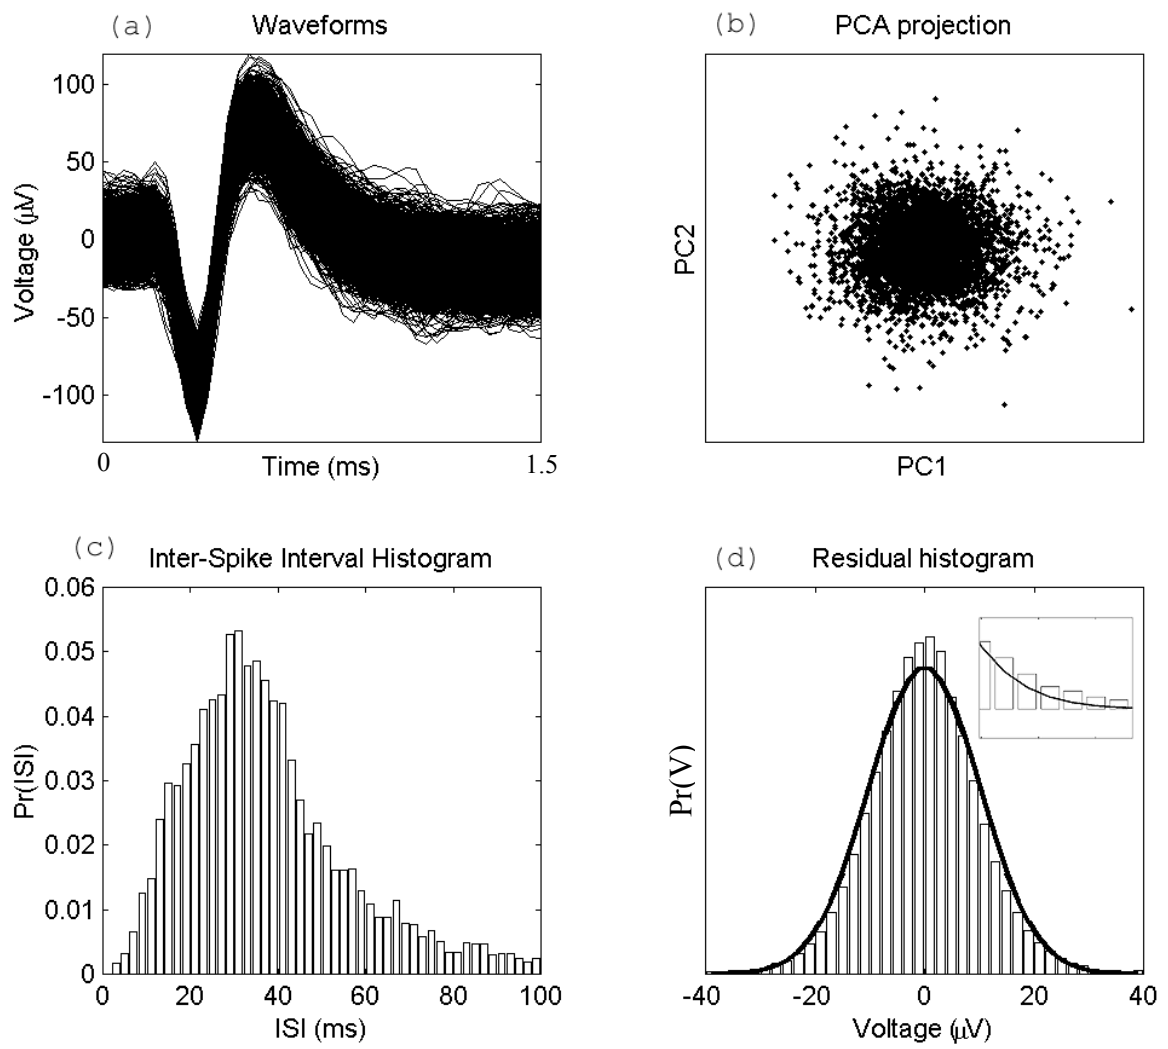 (a) Waveforms
100
50
0
-50
-100
Voltage (μV)
0
Time (ms)
1.5
(b) PCA projection
PC2
PC1
(c) Inter-Spike Interval Histogram
0.06
0.05
0.04
0.03
0.02
0.01
0
Pr(ISI)
0 20 40 60 80 100
ISI (ms)
(d) Residual histogram
Pr(V)
-40 -20 0 20 40
Voltage (μV)